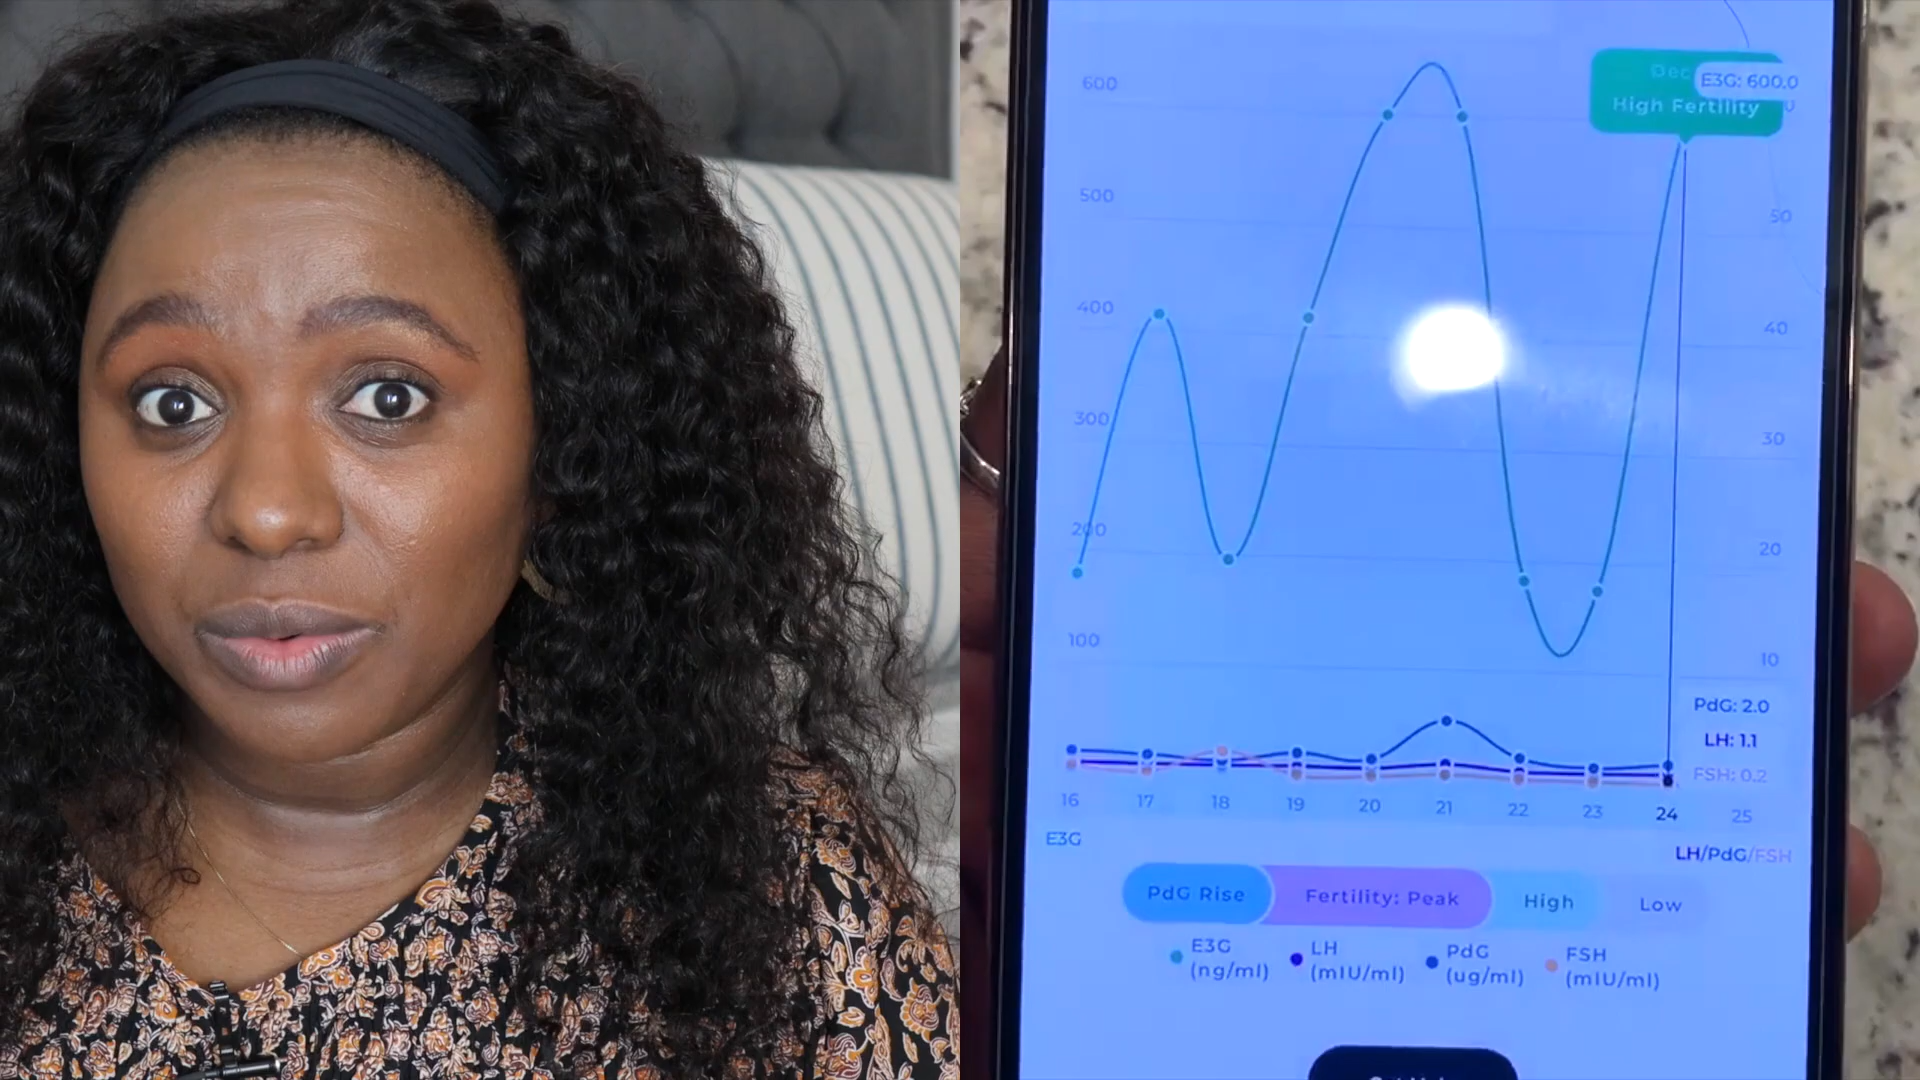 Dec
E3G: 600.0
High Fertility
600
500
50
400
40
300
30
200
20
100
10
PdG: 2.0
LH: 1.1
FSH: 0.2
16 17 18 19 20 21 22 23 24 25
E3G
LH/PdG/FSH
PdG Rise Fertility: Peak High Low
E3G LH PdG FSH
(ng/ml) (mIU/ml) (ug/ml) (mIU/ml)